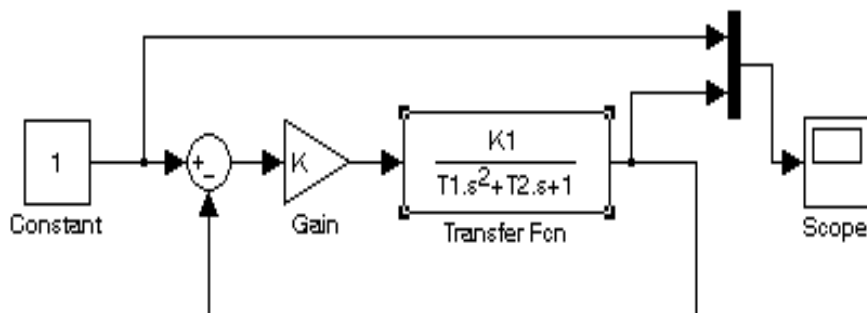 1
Constant
+
-
K
Gain
K1
T1.s²+T2.s+1
Transfer Fcn
Scope